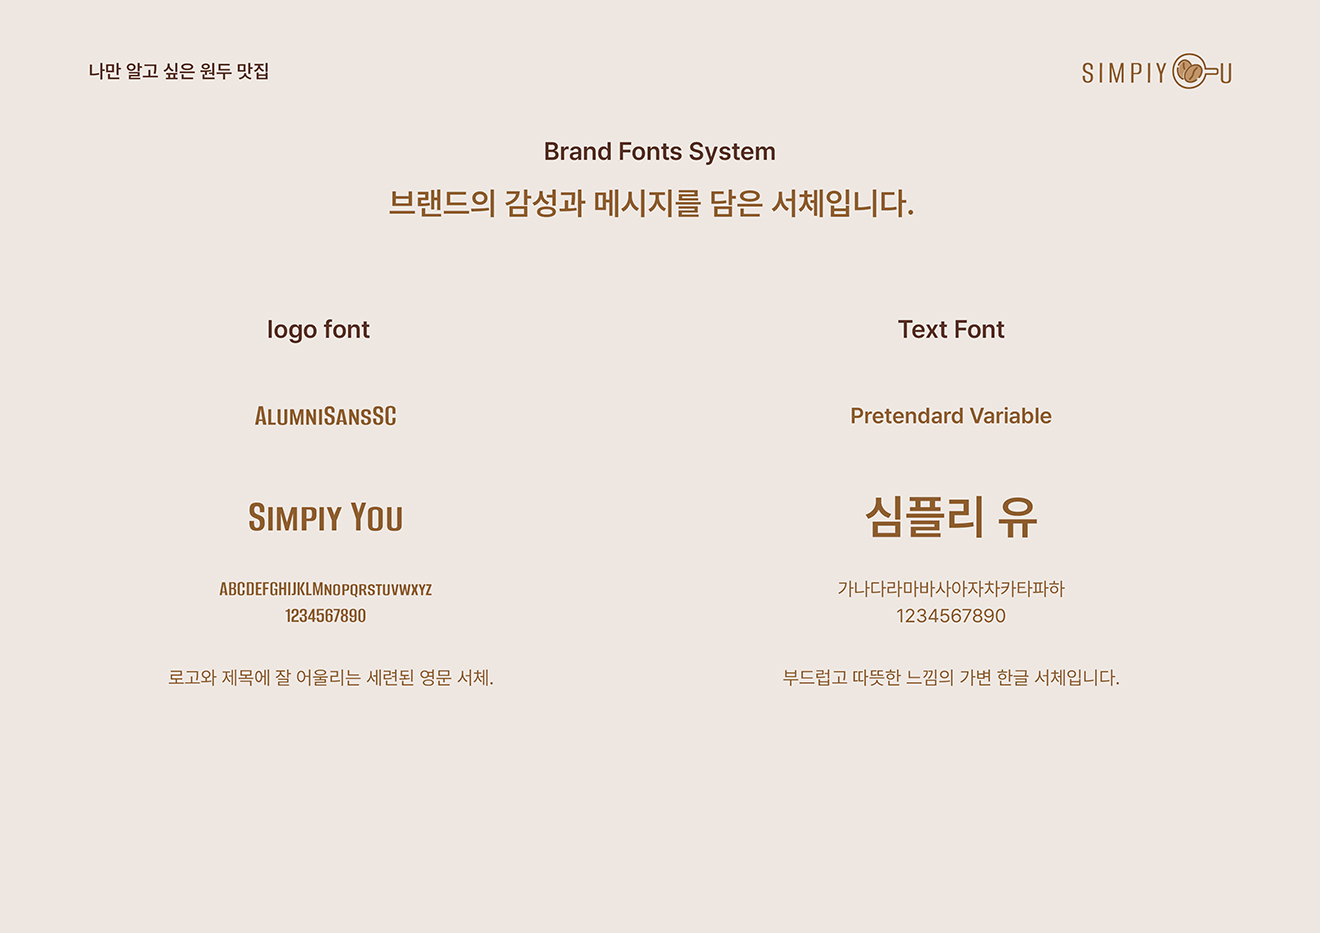 나만 알고 싶은 원두 맛집
SIMPIY U
Brand Fonts System
브랜드의 감성과 메시지를 담은 서체입니다.
logo font
AlumniSansSC
Simpiy You
ABCDEFGHIJKLMnopqrstuvwxyz
1234567890
로고와 제목에 잘 어울리는 세련된 영문 서체.
Text Font
Pretendard Variable
심플리 유
가나다라마바사아자차카타파하
1234567890
부드럽고 따뜻한 느낌의 가변 한글 서체입니다.